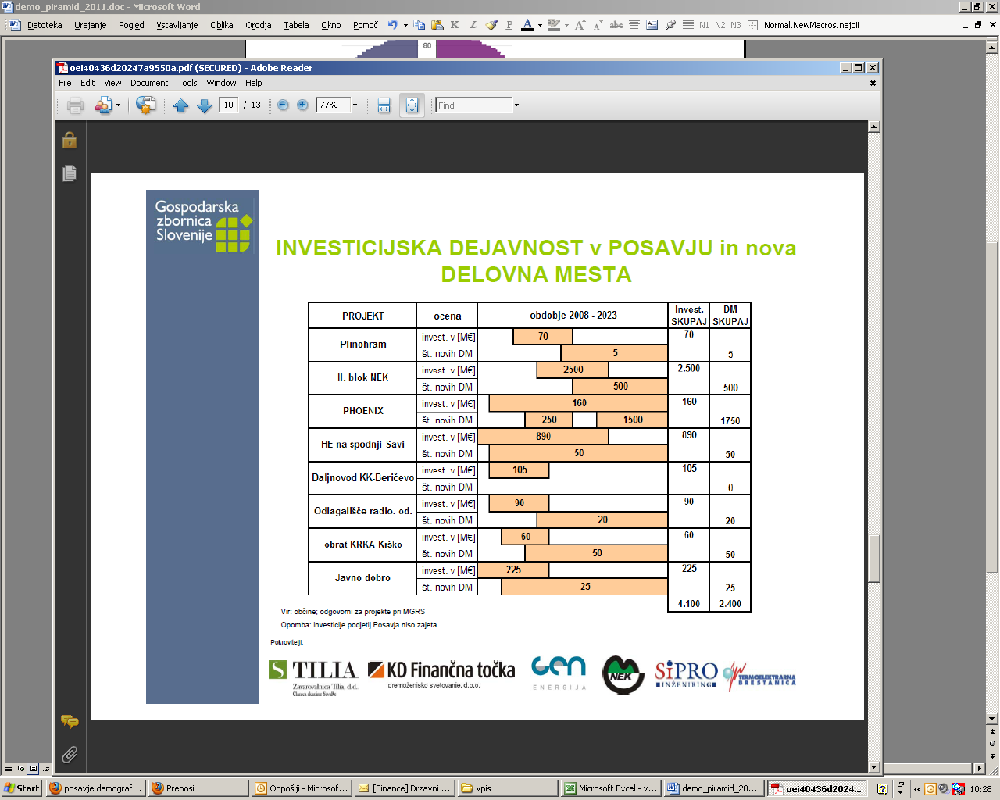 demo_piramid_2011.doc - Microsoft Word
Datoteka Urejanje Pogled Vstavljanje Oblika Orodja Tabela Okno Pomoč K L P A abc N1 N2 N3 Normal.NewMacros.najdii
80
oei40436d20247a9550a.pdf (SECURED) - Adobe Reader
File Edit View Document Tools Window Help
10 / 13 77% Find
Gospodarska
zbornica
Slovenije
INVESTICIJSKA DEJAVNOST v POSAVJU in nova
DELOVNA MESTA
PROJEKT ocena obdobje 2008 - 2023 Invest. SKUPAJ DM SKUPAJ
Plinohram invest. v [M€] 70 70
št. novih DM 5 5
II. blok NEK invest. v [M€] 2500 2.500
št. novih DM 500 500
PHOENIX invest. v [M€] 160 160
št. novih DM 250 1500 1750
HE na spodnji Savi invest. v [M€] 890 890
št. novih DM 50 50
Daljnovod KK-Beričevo invest. v [M€] 105 105
št. novih DM 0
Odlagališče radio. od. invest. v [M€] 90 90
št. novih DM 20 20
obrat KRKA Krško invest. v [M€] 60 60
št. novih DM 50 50
Javno dobro invest. v [M€] 225 225
št. novih DM 25 25
4.100 2.400
Vir: občine; odgovorni za projekte pri MGRS
Opomba: investicije podjetij Posavja niso zajeta
Pokrovitelji:
S TILIA
Zavarovalnica Tilia, d.d.
KD Finančna točka
premoženjsko svetovanje, d.o.o.
gen
ENERGIJA
NEK
SiPRO
INŽENIRING
TERMOELEKTRARNA
BRESTANICA
Start posavje demograf... Prenosi Odpošlji - Microsof... [Finance] Drzavni ... vpis Microsoft Excel - v... demo_piramid_20... oei40436d2024... 10:28